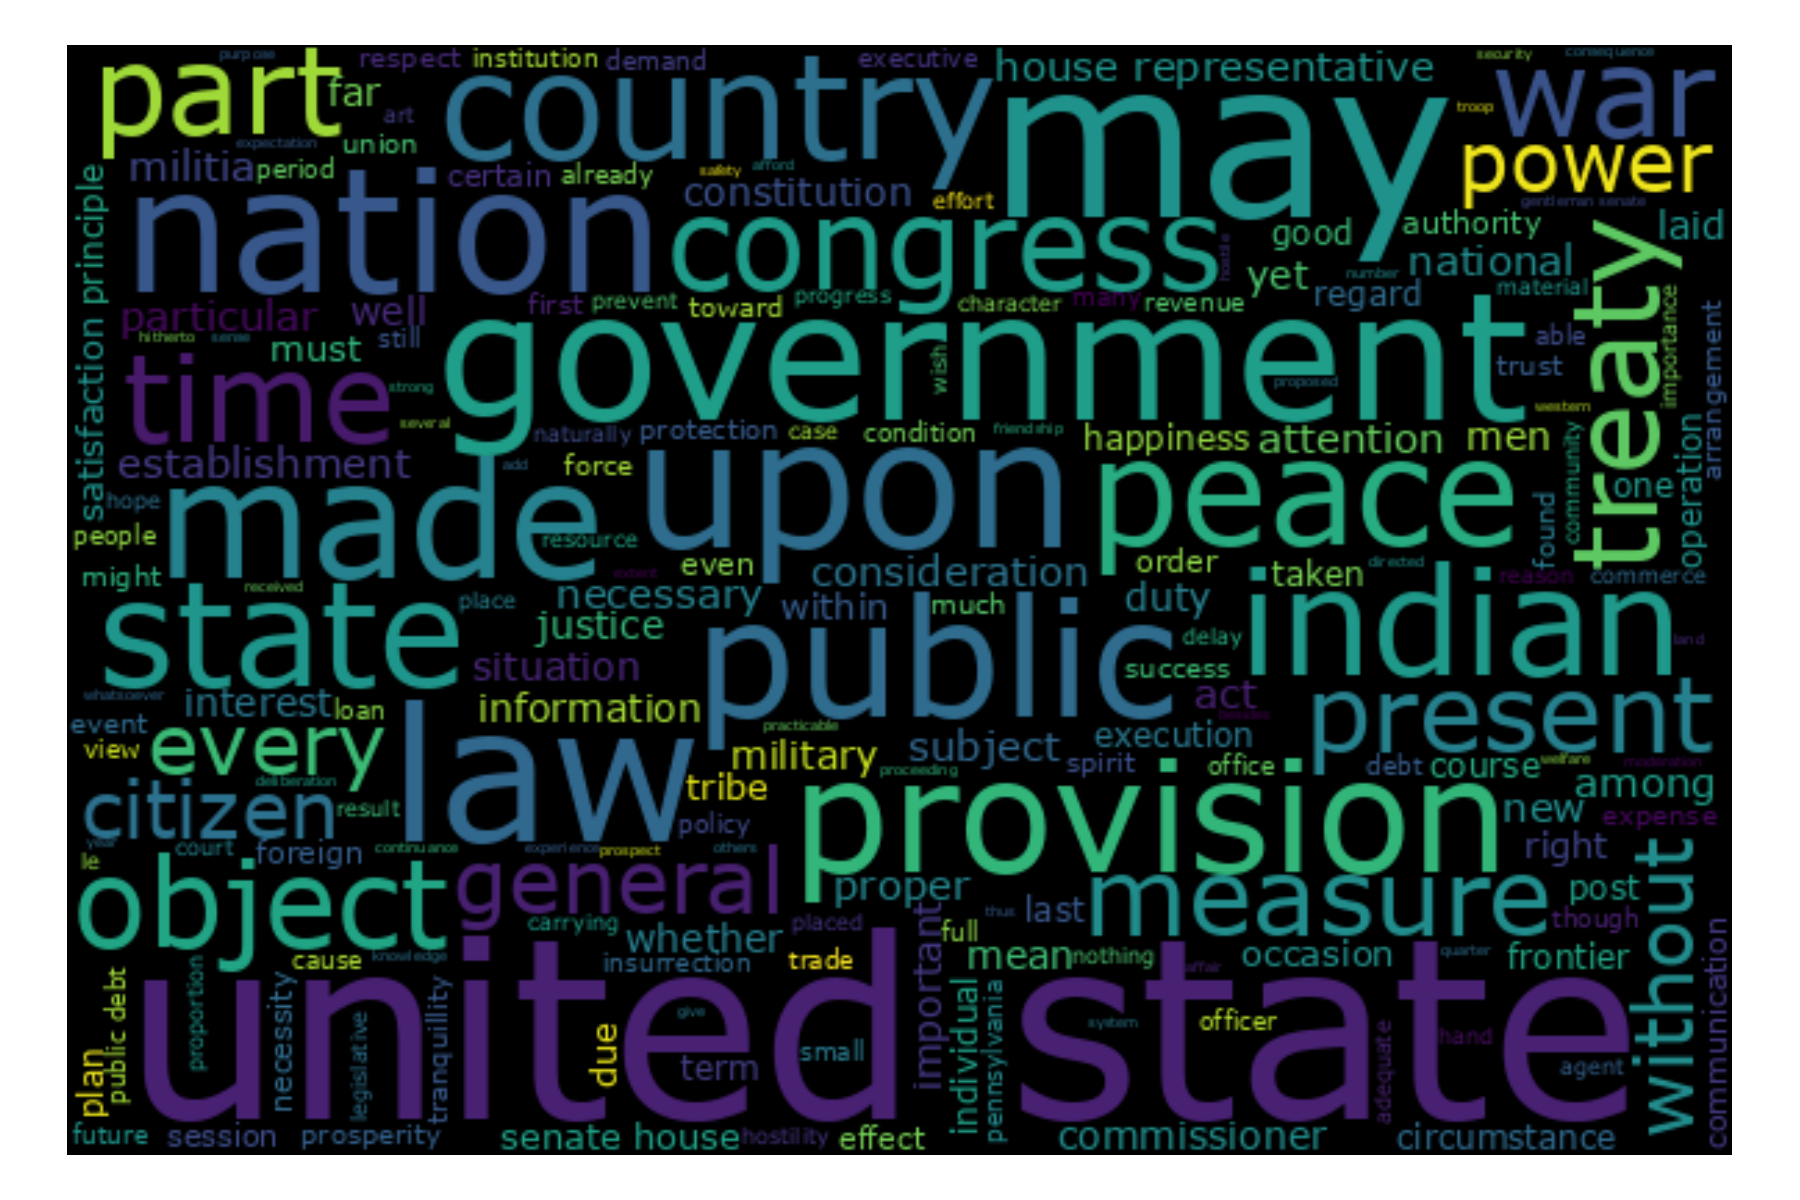 purpose respect institution demand executive security consequence
part far country house representative war
art may troop
expectation union power
militia period certain already safety afford constitution effort gentleman senate
nation congress good authority laid
hostile yet number national
satisfaction principle treaty
particular well first prevent toward progress character many revenue regard material importance arrangement
hitherto sense must still government wish able trust
time strong proposed
several western
naturally protection case condition friendship happiness attention men
establishment add force upon peace community one operation
hope made found
people resource even consideration order
might received extent taken directed reason commerce
state place necessary within much duty indian
justice public delay land
situation success
whatsoever interest loan information act besides present
event practicable execution
view every military subject spirit office debt course welfare moderation
deliberation law tribe proceeding among
citizen result policy provision new expense
year court foreign continuance experience prospect others right without
le
object general proper measure post
carrying placed important thus last though
whether full
cause knowledge insurrection trade mean nothing occasion quarter frontier
affair
united state
plan public debt proportion necessity legislative tranquillity due give term small individual pennsylvania system officer adequate hand agent communication
future session prosperity senate house hostility effect commissioner circumstance